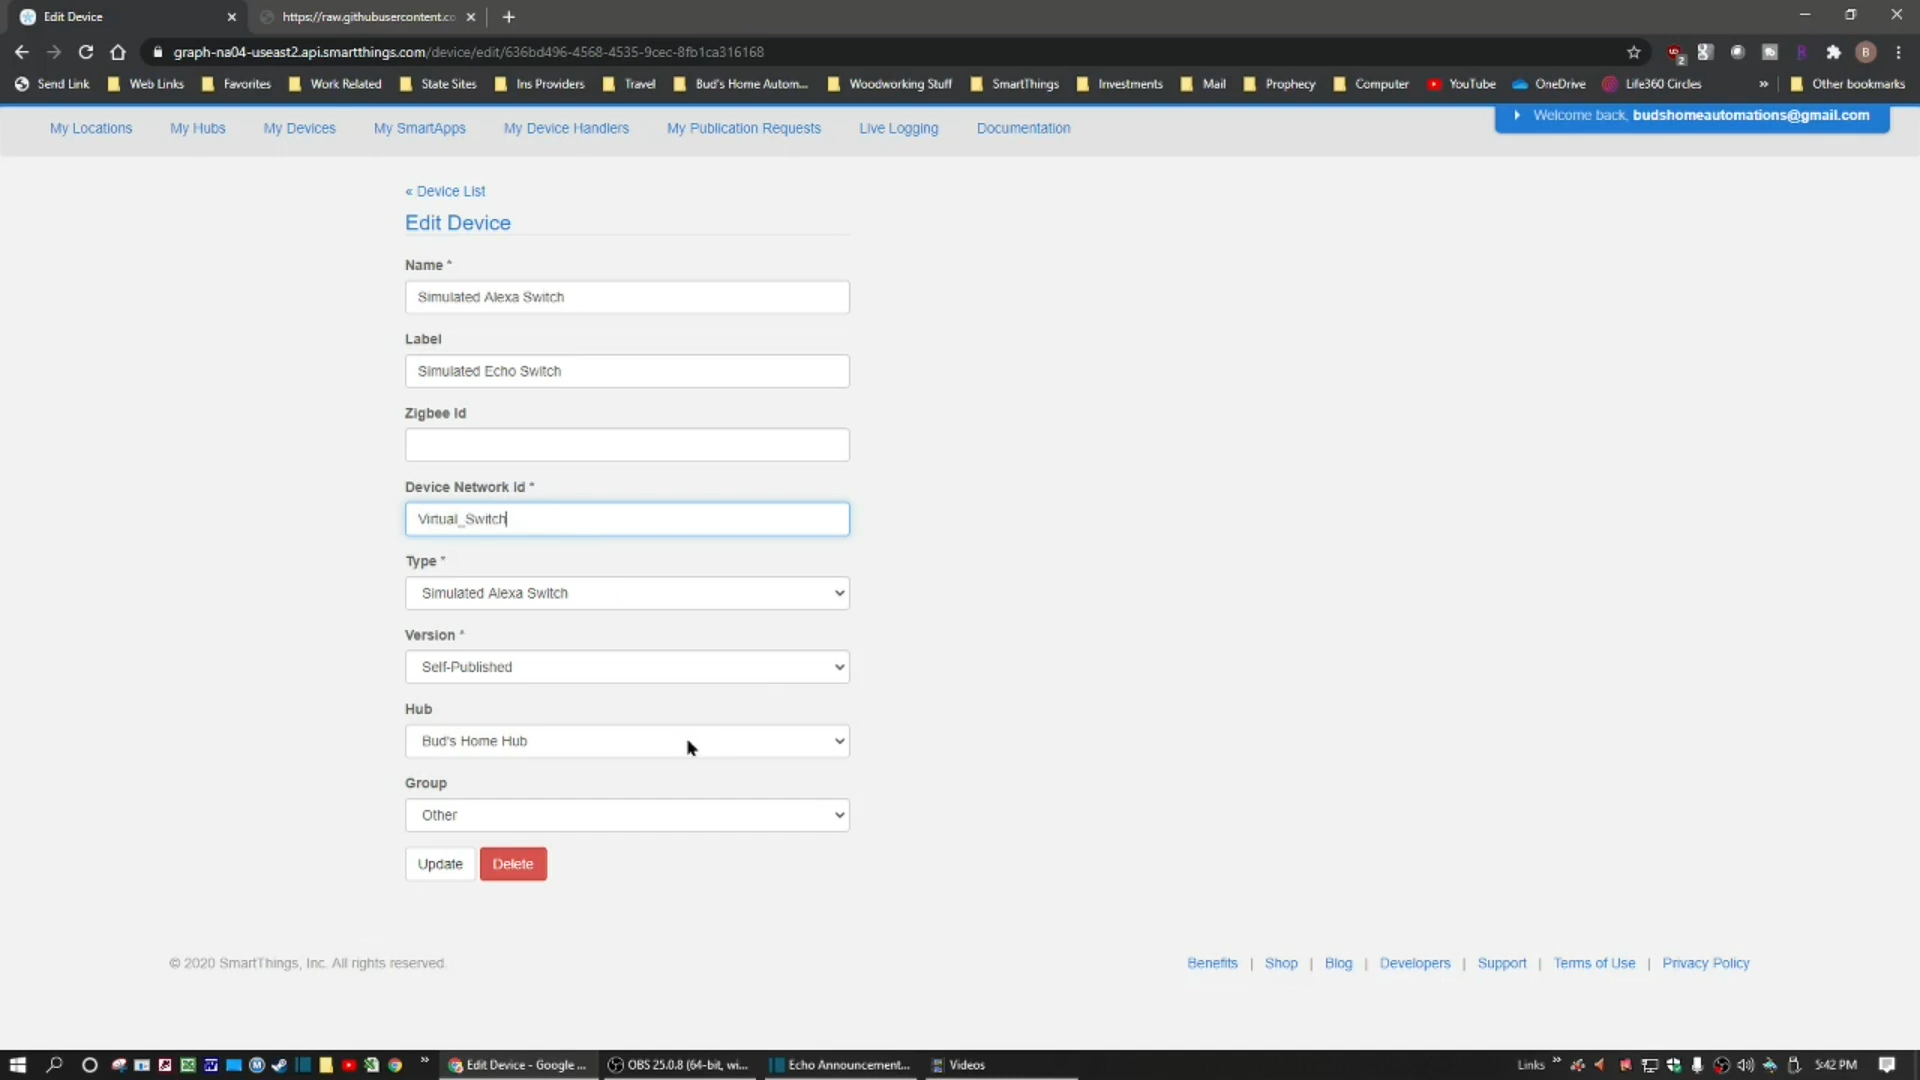 Edit Device
https://raw.githubusercontent.co
graph-na04-useast2.api.smartthings.com/device/edit/636bd496-4568-4535-9cec-8fb1ca316168
2
B
Send Link
Web Links
Favorites
Work Related
State Sites
Ins Providers
Travel
Bud's Home Autom...
Woodworking Stuff
SmartThings
Investments
Mail
Prophecy
Computer
YouTube
OneDrive
Life360 Circles
»
Other bookmarks
My Locations
My Hubs
My Devices
My SmartApps
My Device Handlers
My Publication Requests
Live Logging
Documentation
Welcome back, budshomeautomations@gmail.com
« Device List
Edit Device
Name *
Simulated Alexa Switch
Label
Simulated Echo Switch
Zigbee Id
Device Network Id *
Virtual_Switch
Type *
Simulated Alexa Switch
Version *
Self-Published
Hub
Bud's Home Hub
Group
Other
Update
Delete
© 2020 SmartThings, Inc. All rights reserved.
Benefits | Shop | Blog | Developers | Support | Terms of Use | Privacy Policy
Edit Device - Google ...
OBS 25.0.8 (64-bit, wi...
Echo Announcement...
Videos
Links
5:42 PM